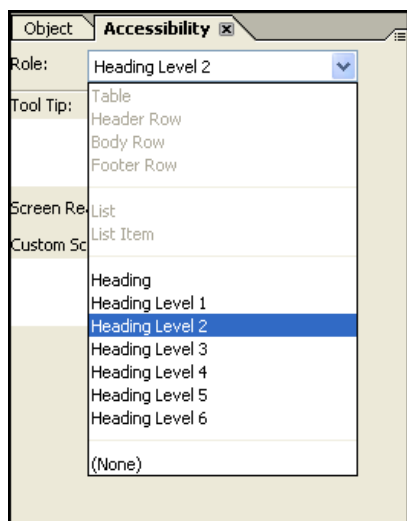 Object Accessibility
Role: Heading Level 2
Tool Tip:
Table
Header Row
Body Row
Footer Row
Screen Re
List
Custom Sc
List Item
Heading
Heading Level 1
Heading Level 2
Heading Level 3
Heading Level 4
Heading Level 5
Heading Level 6
(None)